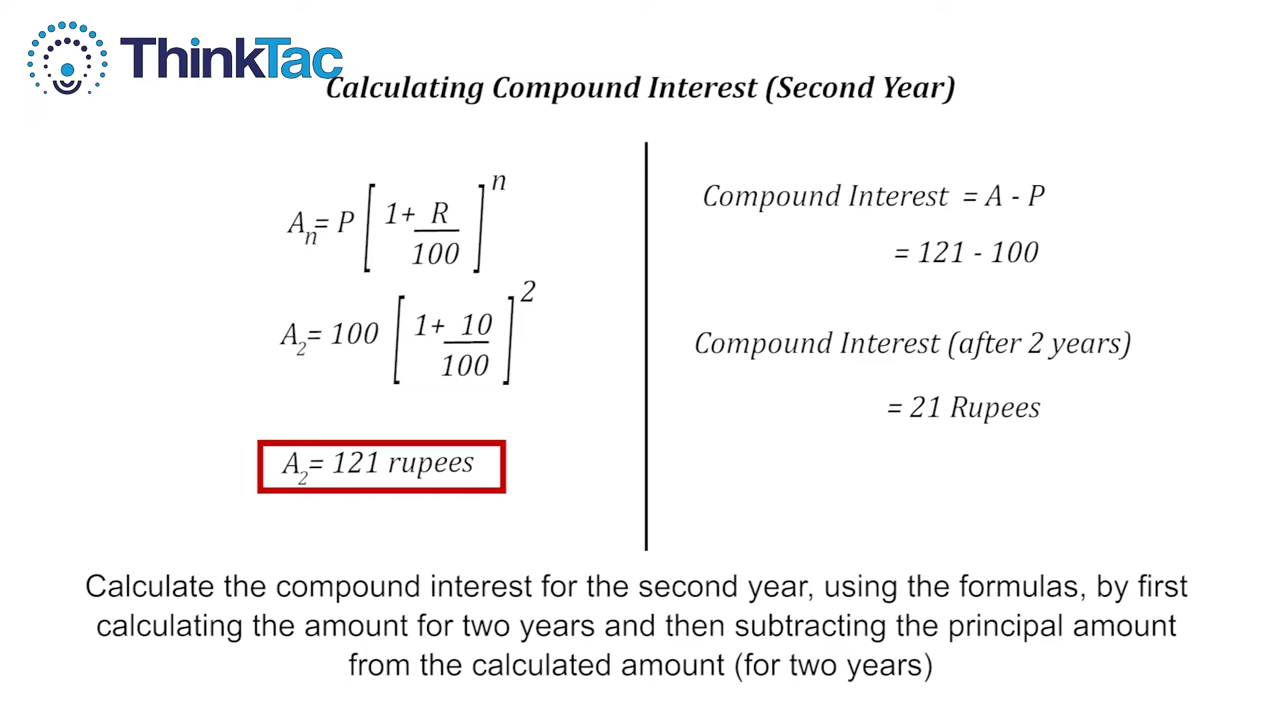 ThinkTac
Calculating Compound Interest (Second Year)
Aₙ= P [ 1+ R/100 ]ⁿ
A₂= 100 [ 1+ 10/100 ]²
A₂= 121 rupees
Compound Interest = A - P
= 121 - 100
Compound Interest (after 2 years)
= 21 Rupees
Calculate the compound interest for the second year, using the formulas, by first
calculating the amount for two years and then subtracting the principal amount
from the calculated amount (for two years)